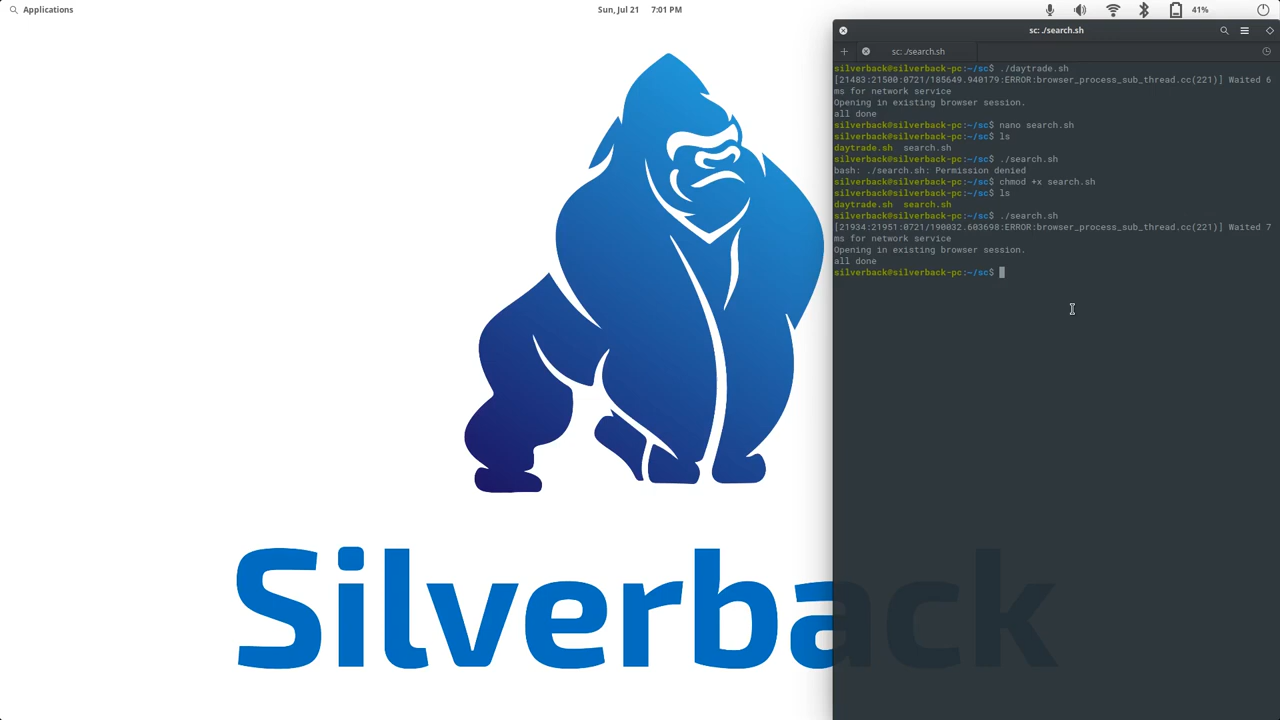 Applications
Sun, Jul 21 7:01 PM
41%
sc: ./search.sh
sc: ./search.sh
silverback@silverback-pc:~/sc$ ./daytrade.sh
[21483:21500:0721/185649.940179:ERROR:browser_process_sub_thread.cc(221)] Waited 6
ms for network service
Opening in existing browser session.
all done
silverback@silverback-pc:~/sc$ nano search.sh
silverback@silverback-pc:~/sc$ ls
daytrade.sh search.sh
silverback@silverback-pc:~/sc$ ./search.sh
bash: ./search.sh: Permission denied
silverback@silverback-pc:~/sc$ chmod +x search.sh
silverback@silverback-pc:~/sc$ ls
daytrade.sh search.sh
silverback@silverback-pc:~/sc$ ./search.sh
[21934:21951:0721/190032.603698:ERROR:browser_process_sub_thread.cc(221)] Waited 7
ms for network service
Opening in existing browser session.
all done
silverback@silverback-pc:~/sc$
Silverback